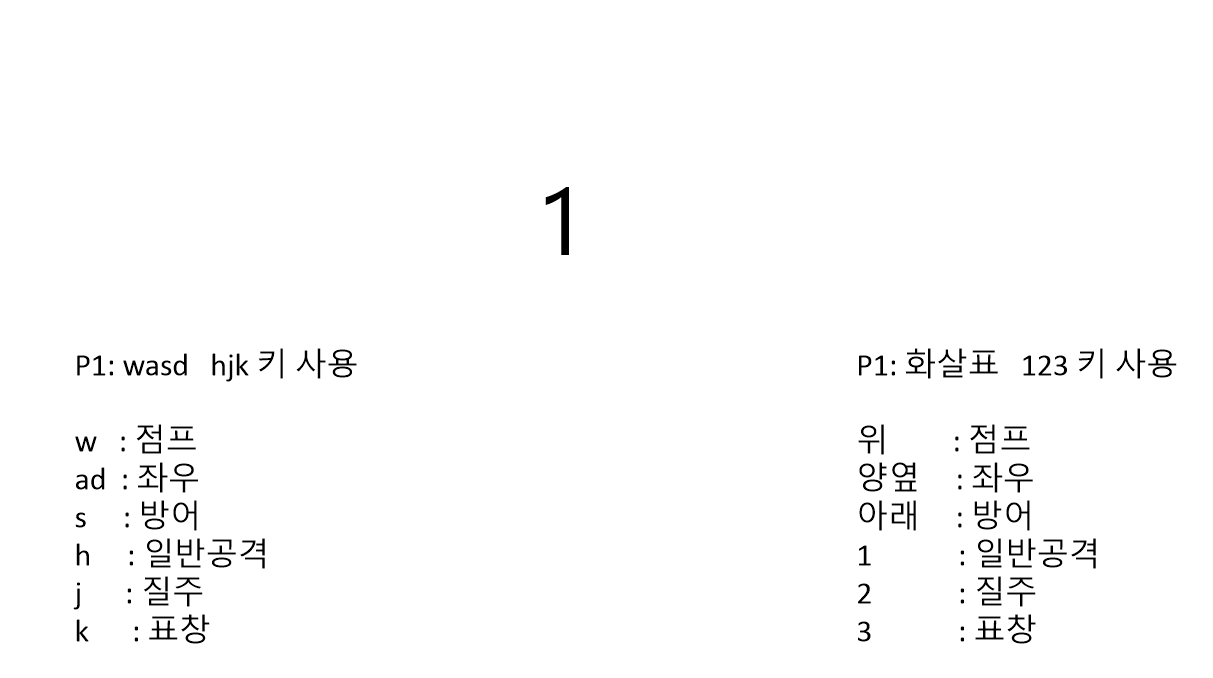 1
P1: wasd hjk 키 사용
w : 점프
ad : 좌우
s : 방어
h : 일반공격
j : 질주
k : 표창
P1: 화살표 123 키 사용
위 : 점프
양옆 : 좌우
아래 : 방어
1 : 일반공격
2 : 질주
3 : 표창